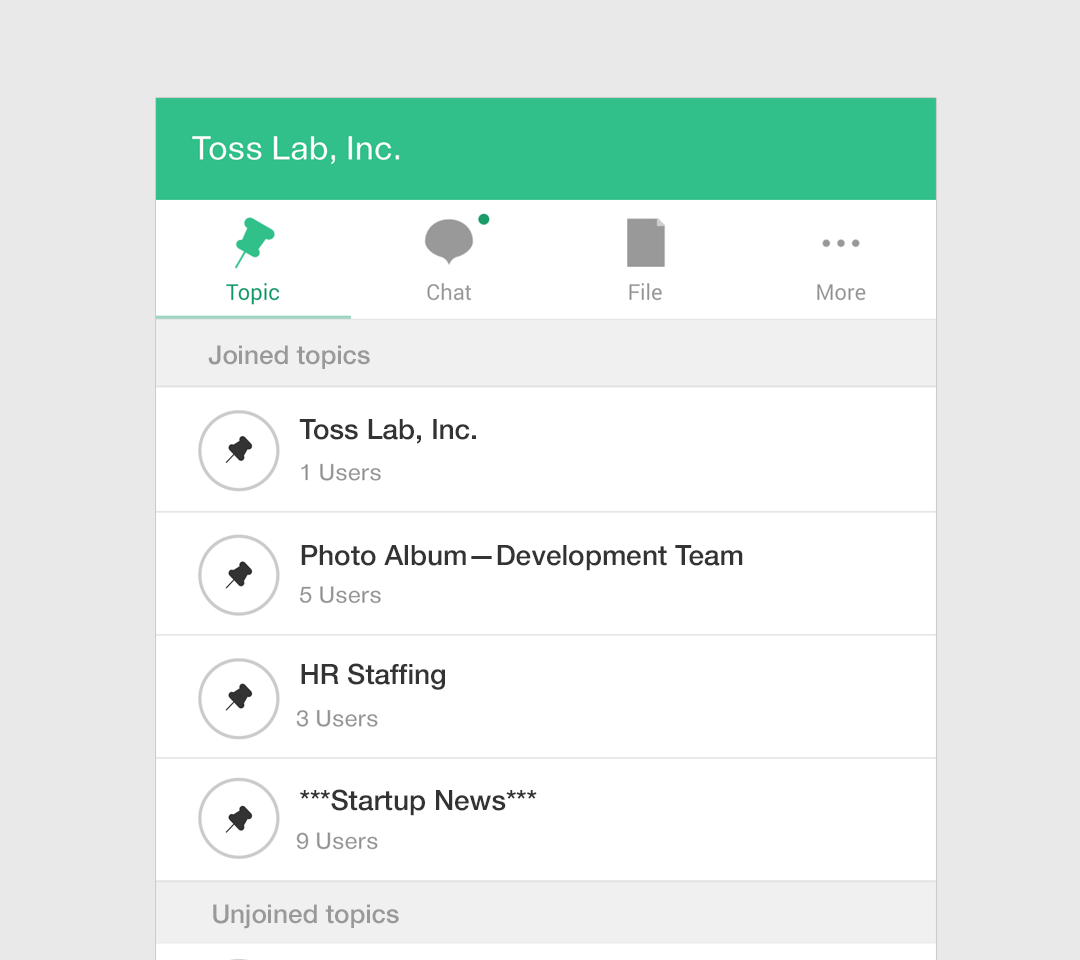 Toss Lab, Inc.
Topic
Chat
File
More
Joined topics
Toss Lab, Inc.
1 Users
Photo Album—Development Team
5 Users
HR Staffing
3 Users
***Startup News***
9 Users
Unjoined topics